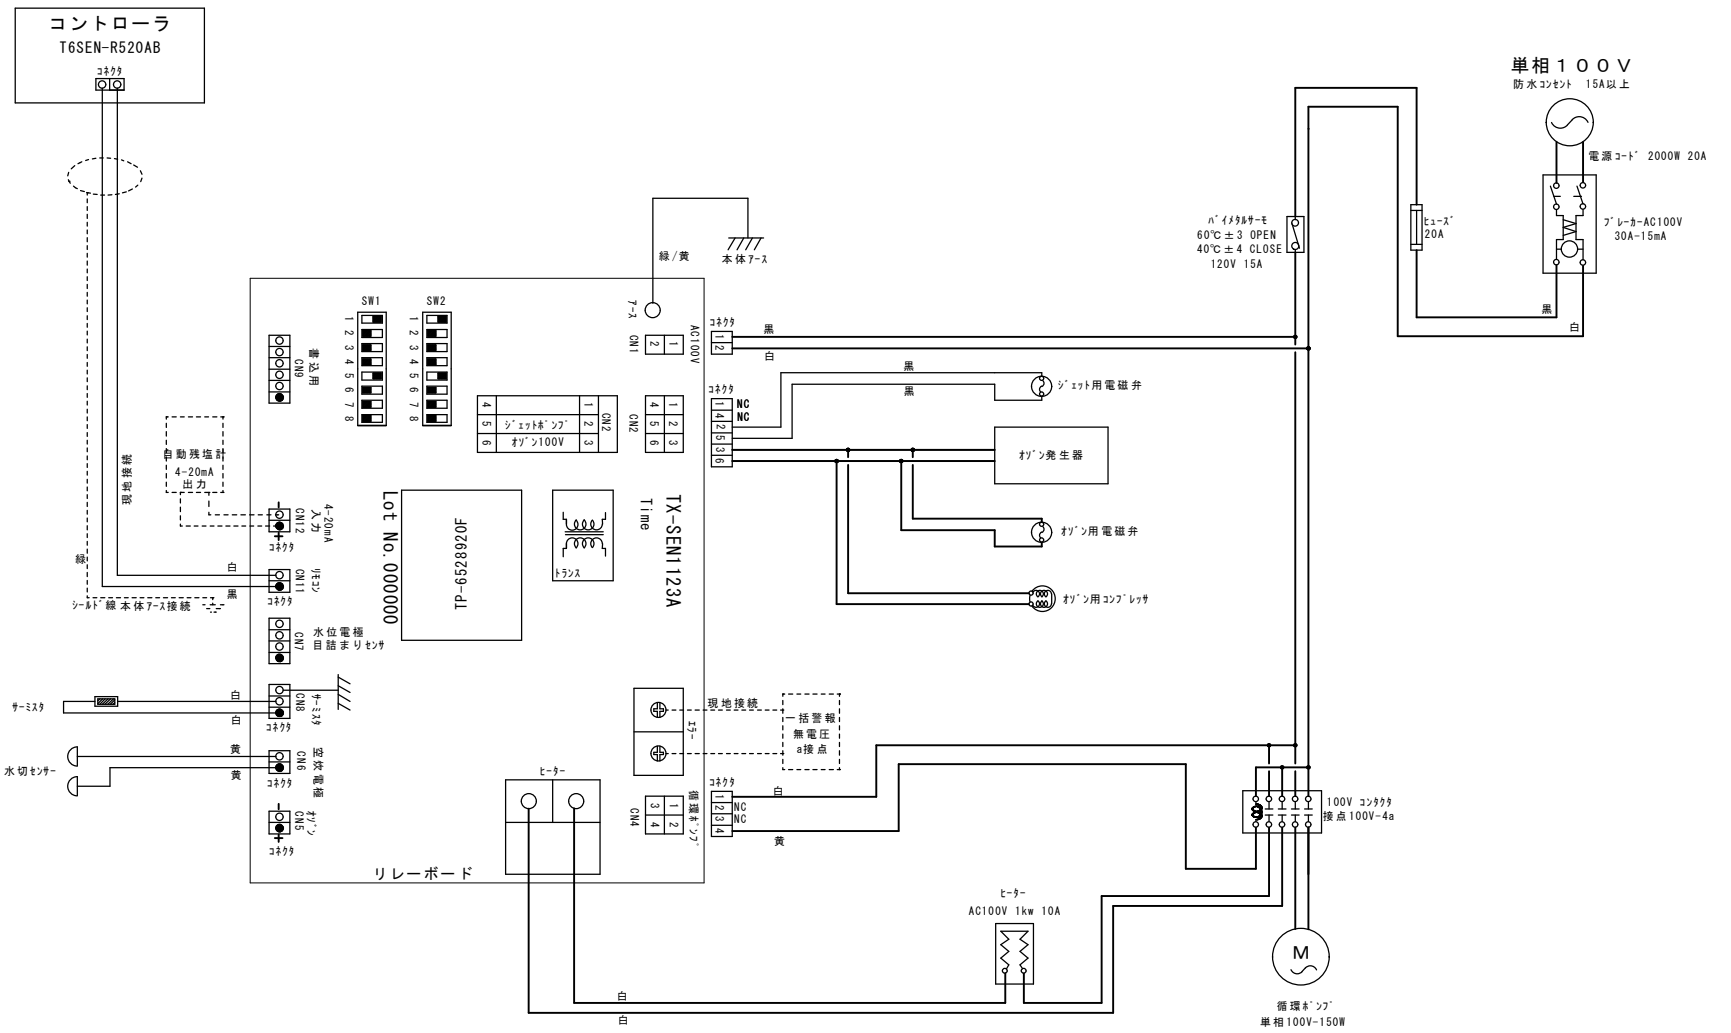 コントローラ
T6SEN-R520AB
コネクタ
単相100V
防水コンセント 15A以上
電源コード 2000W 20A
ブレーカーAC100V
30A-15mA
ヒューズ
20A
バイメタルサーモ
60℃±3 OPEN
40℃±4 CLOSE
120V 15A
黒
白
緑/黄
本体アース
アース
SW1
1
2
3
4
5
6
7
8
SW2
1
2
3
4
5
6
7
8
書込用
CN9
AC100V
CN1
2 1
コネクタ
1
2
黒
白
CN2
4 1
5 ジェットポンプ 2
6 オゾン100V 3
CN2
4 1
5 2
6 3
コネクタ
1 NC
4 NC
2
5
3
6
黒
黒
ジェット用電磁弁
オゾン発生器
オゾン用電磁弁
オゾン用コンプレッサ
現地接続
自動残塩計
4-20mA
出力
4-20mA
入力
CN12
-
+
コネクタ
緑
白
黒
リモコン
CN11
コネクタ
シールド線本体アース接続
水位電極
目詰まりセンサ
CN7
サーミスタ
白
白
サーミスタ
CN8
コネクタ
水切センサー
黄
黄
空炊電極
CN6
コネクタ
オゾン
CN5
-
+
コネクタ
Lot No.000000
TP-6528920F
トランス
Time
TX-SEN1123A
エラー
現地接続
一括警報
無電圧
a接点
ヒーター
循環ポンプ
CN4
3 1
4 2
コネクタ
1
2 NC
3 NC
4
白
黄
リレーボード
100V コンタクタ
接点100V-4a
ヒーター
AC100V 1kw 10A
白
白
M
循環ポンプ
単相100V-150W